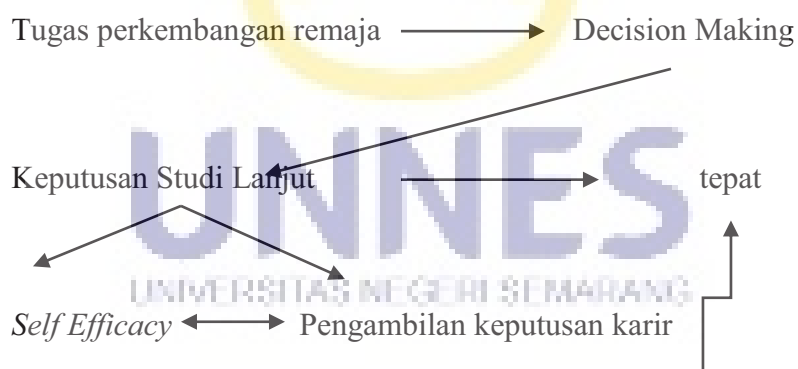 Tugas perkembangan remaja Decision Making
UNNES
Keputusan Studi Lanjut tepat
UNIVERSITAS NEGERI SEMARANG
Self Efficacy Pengambilan keputusan karir